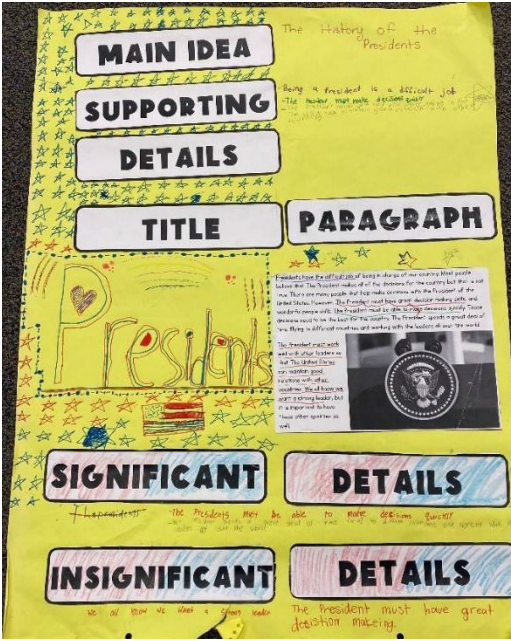 MAIN IDEA
The History of the
Presidents
SUPPORTING
Being a President is a difficult job
-The President must make decisions
DETAILS
TITLE
PARAGRAPH
Presidents
Presidents have the difficult job of being in charge of our country. Most people
believe that The President makes all of the decisions for the country but that is not
true. There are many people that help make decisions with the President of the
United States. However, The President must have great decision making skills and
wonderful people skills. The President must be able to make decisions quickly. Those
decisions need to be the best for the country. The President spends a great deal of
time flying to different countries and working with the leaders all over the world.
The President must work
well with other leaders so
that The United States
can maintain good
relations with other
countries. We all know we
want a strong leader, but
it is important to have
these other qualities as
well.
SIGNIFICANT
DETAILS
-The Presidents must be able to make decisions quickly
INSIGNIFICANT
DETAILS
We all know we want a strong leader
The President must have great
desistion makeing.